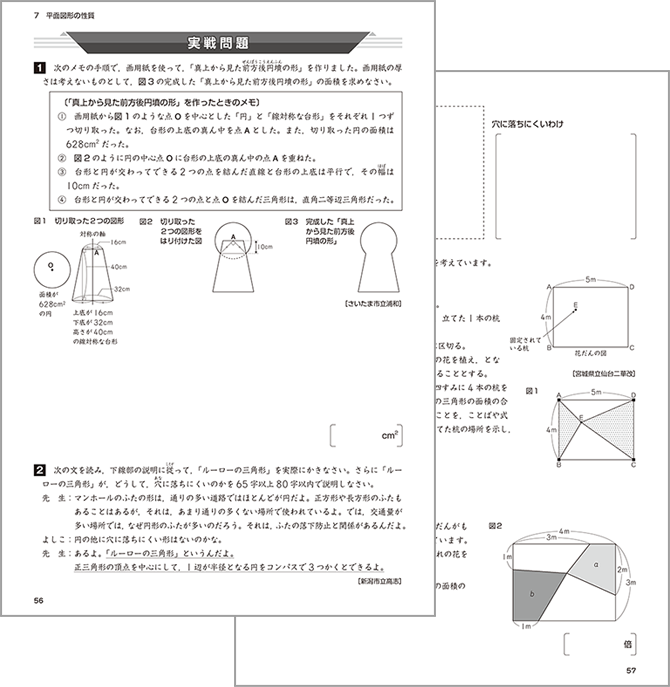 7 平面図形の性質
実戦問題
1 次のメモの手順で，画用紙を使って，「真上から見た前方後円墳の形」を作りました。画用紙の厚
ぜんぽうこうえんふん
さは考えないものとして，図3の完成した「真上から見た前方後円墳の形」の面積を求めなさい。
（「真上から見た前方後円墳の形」を作ったときのメモ）
① 画用紙から図1のような点Oを中心とした「円」と「線対称な台形」をそれぞれ1つず
つ切り取った。なお，台形の上底の真ん中を点Aとした。また，切り取った円の面積は
628cm²だった。
② 図2のように円の中心点Oに台形の上底の真ん中の点Aを重ねた。
③ 台形と円が交わってできる2つの点を結んだ直線と台形の上底は平行で，その幅は
はば
10cmだった。
④ 台形と円が交わってできる2つの点と点Oを結んだ三角形は，直角二等辺三角形だった。
図1 切り取った2つの図形
対称の軸
16cm
A
O
40cm
32cm
面積が
628cm²
の円
上底が16cm
下底が32cm
高さが40cm
の線対称な台形
図2 切り取った
2つの図形を
はり付けた図
A
10cm
図3 完成した「真上
から見た前方後
円墳の形」
［さいたま市立浦和］
cm²
2 次の文を読み，下線部の説明に従って，「ルーローの三角形」を実際にかきなさい。さらに「ルー
したが
ローの三角形」が，どうして，穴に落ちにくいのかを65字以上80字以内で説明しなさい。
あな
先 生：マンホールのふたの形は，通りの多い道路ではほとんどが円だよ。正方形や長方形のふたも
あることはあるが，それは，あまり通りの多くない場所で使われているよ。では，交通量が
多い場所では，なぜ円形のふたが多いのだろう。それは，ふたの落下防止と関係があるんだよ。
よしこ：円の他に穴に落ちにくい形はないのかな。
先 生：あるよ。「ルーローの三角形」というんだよ。
正三角形の頂点を中心にして，1辺が半径となる円をコンパスで3つかくとできるよ。
［新潟市立高志］
56
穴に落ちにくいわけ
を考えています。
。
立てた1本の杭
に区切る。
の花を植え，とな
ることとする。
四すみに4本の杭を
の三角形の面積の合
ことを，ことばや式
てた杭の場所を示し，
5m
A
D
E
4m
固定されて
いる杭
B
C
花だんの図
［宮城県立仙台二華改］
図1
A
5m
D
E
4m
B
C
だんがも
ています。
れの花を
の面積の
図2
4m
3m
1m
a
2m
3m
b
1m
倍
57